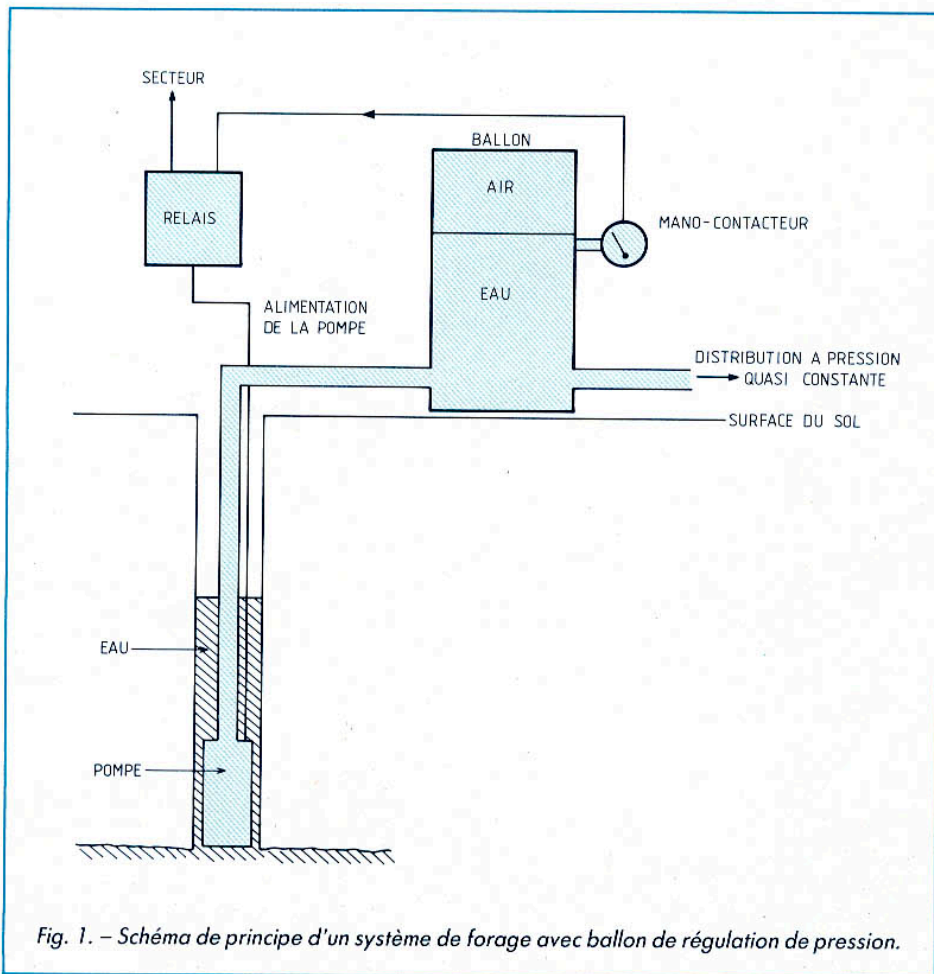 SECTEUR
BALLON
AIR
RELAIS
MANO-CONTACTEUR
EAU
ALIMENTATION
DE LA POMPE
DISTRIBUTION A PRESSION
QUASI CONSTANTE
SURFACE DU SOL
EAU
POMPE
Fig. 1. – Schéma de principe d'un système de forage avec ballon de régulation de pression.